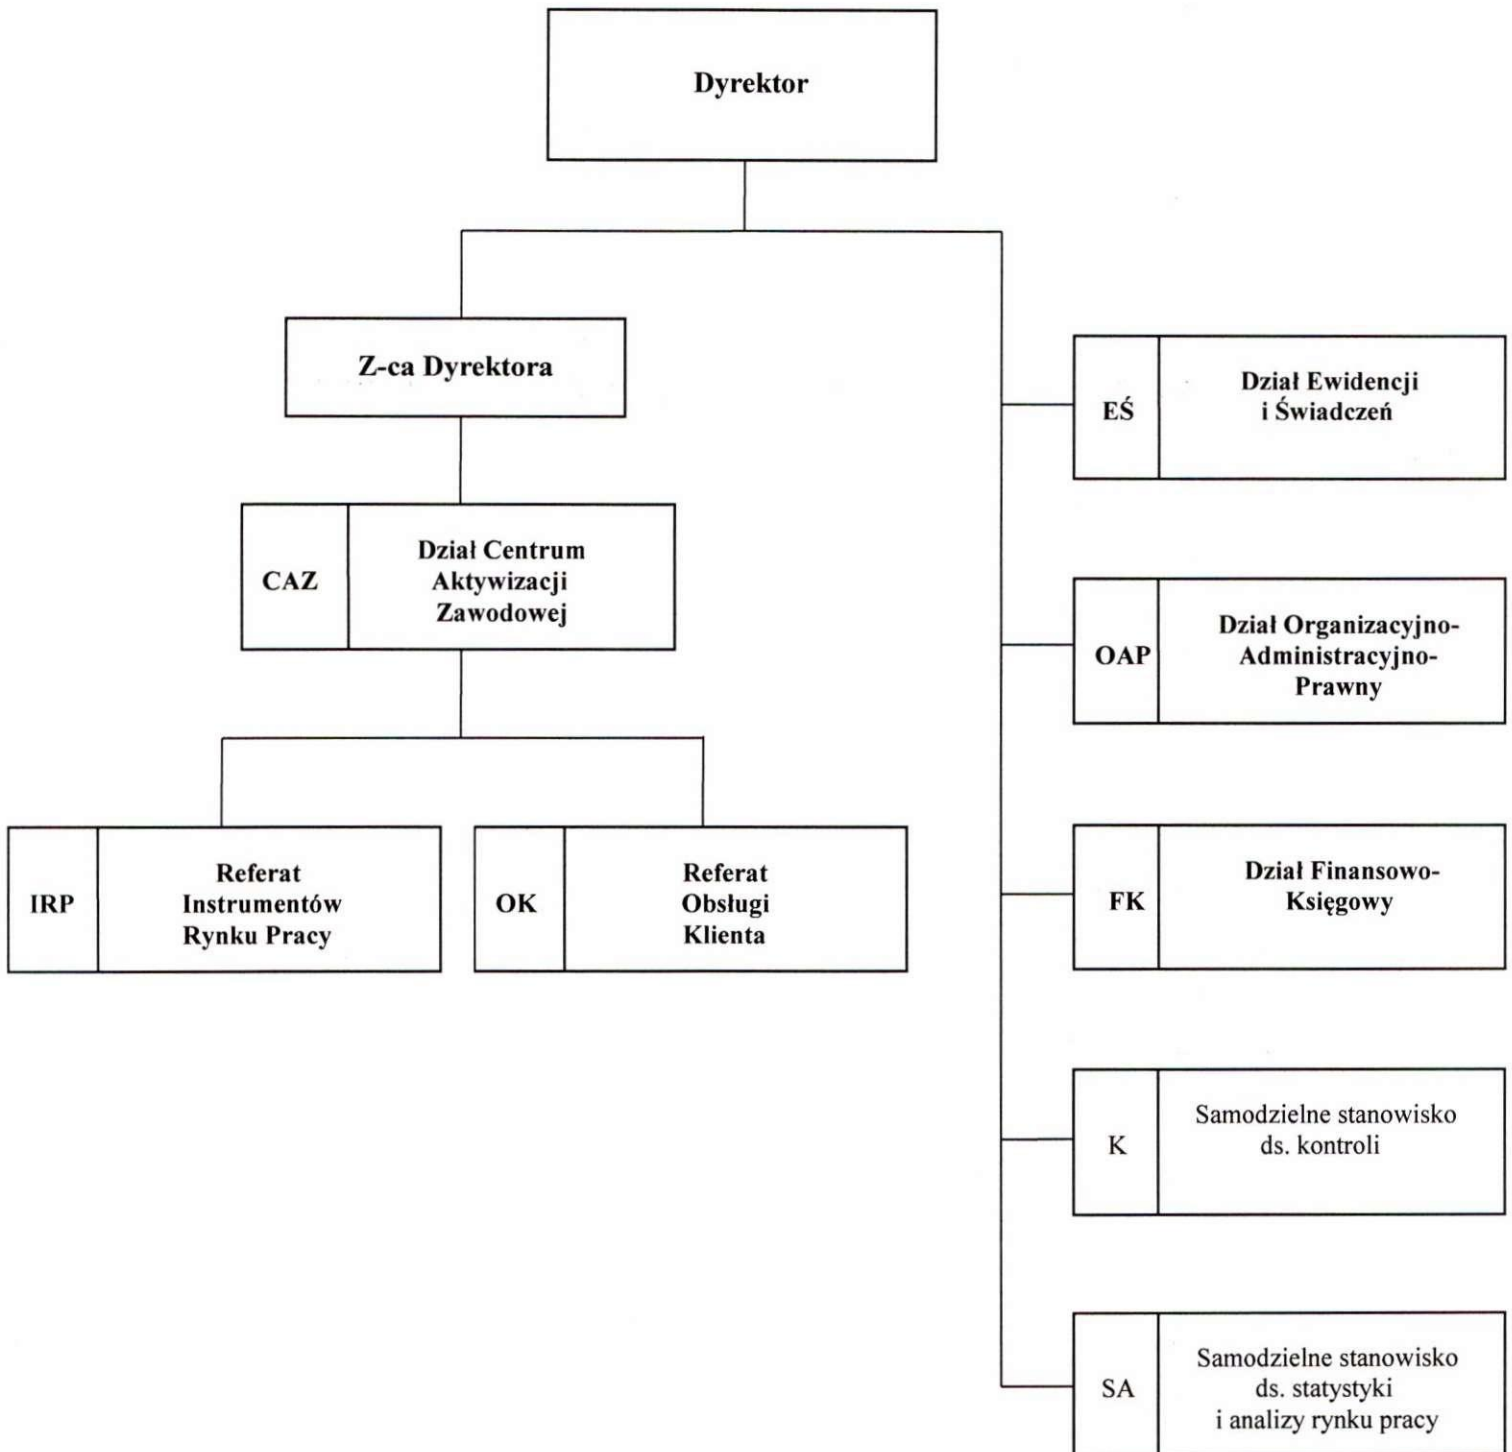 Dyrektor
Z-ca Dyrektora
CAZ
Dział Centrum
Aktywizacji
Zawodowej
IRP
Referat
Instrumentów
Rynku Pracy
OK
Referat
Obsługi
Klienta
EŚ
Dział Ewidencji
i Świadczeń
OAP
Dział Organizacyjno-
Administracyjno-
Prawny
FK
Dział Finansowo-
Księgowy
K
Samodzielne stanowisko
ds. kontroli
SA
Samodzielne stanowisko
ds. statystyki
i analizy rynku pracy